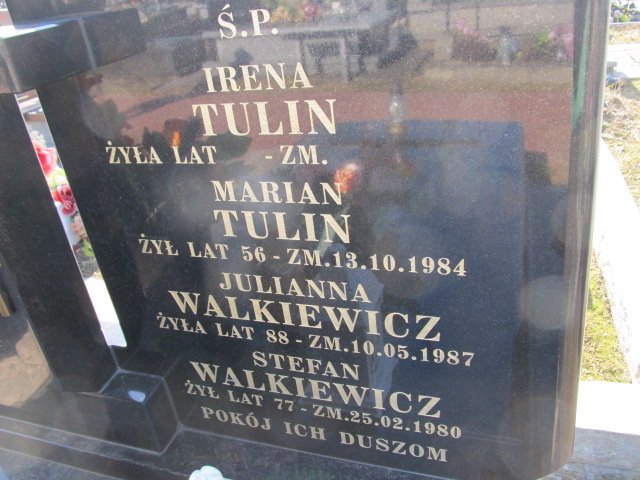 Ś.P.
IRENA
TULIN
ŻYŁA LAT - ZM.
MARIAN
TULIN
ŻYŁ LAT 56 - ZM.13.10.1984
JULIANNA
WALKIEWICZ
ŻYŁA LAT 88 - ZM.10.05.1987
STEFAN
WALKIEWICZ
ŻYŁ LAT 77 - ZM.25.02.1980
POKÓJ ICH DUSZOM